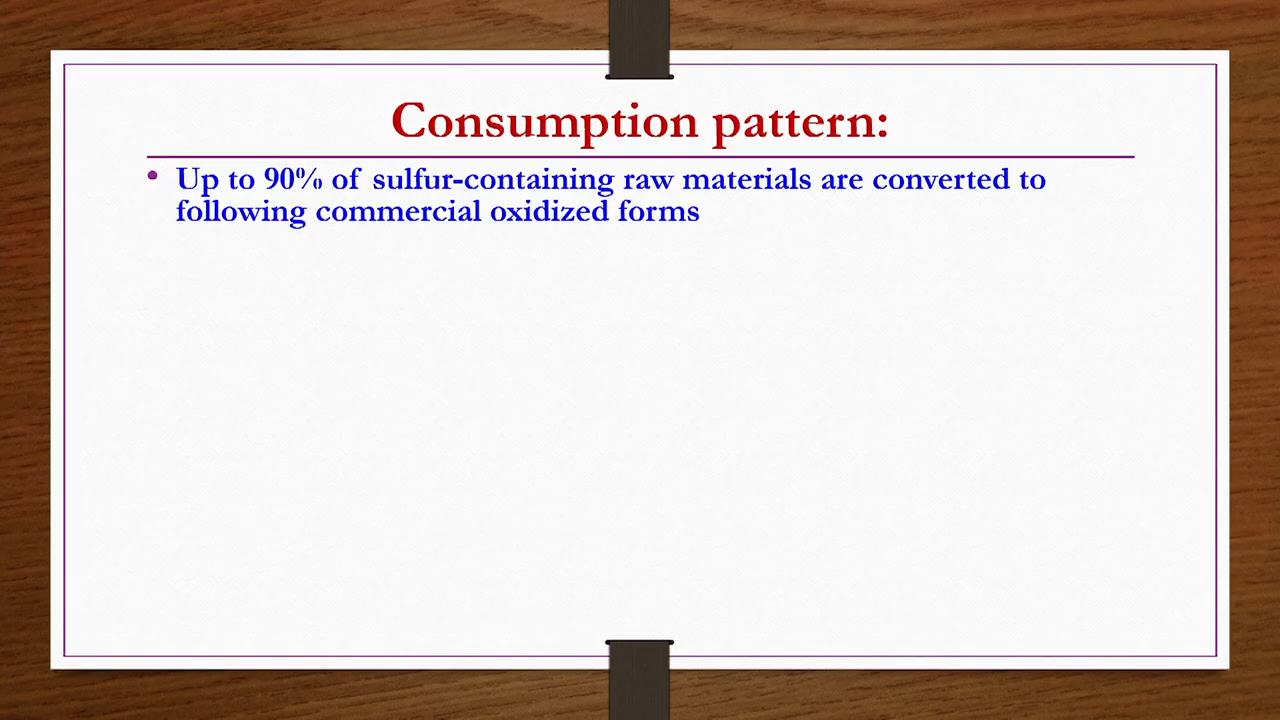 Consumption pattern:
• Up to 90% of sulfur-containing raw materials are converted to
following commercial oxidized forms